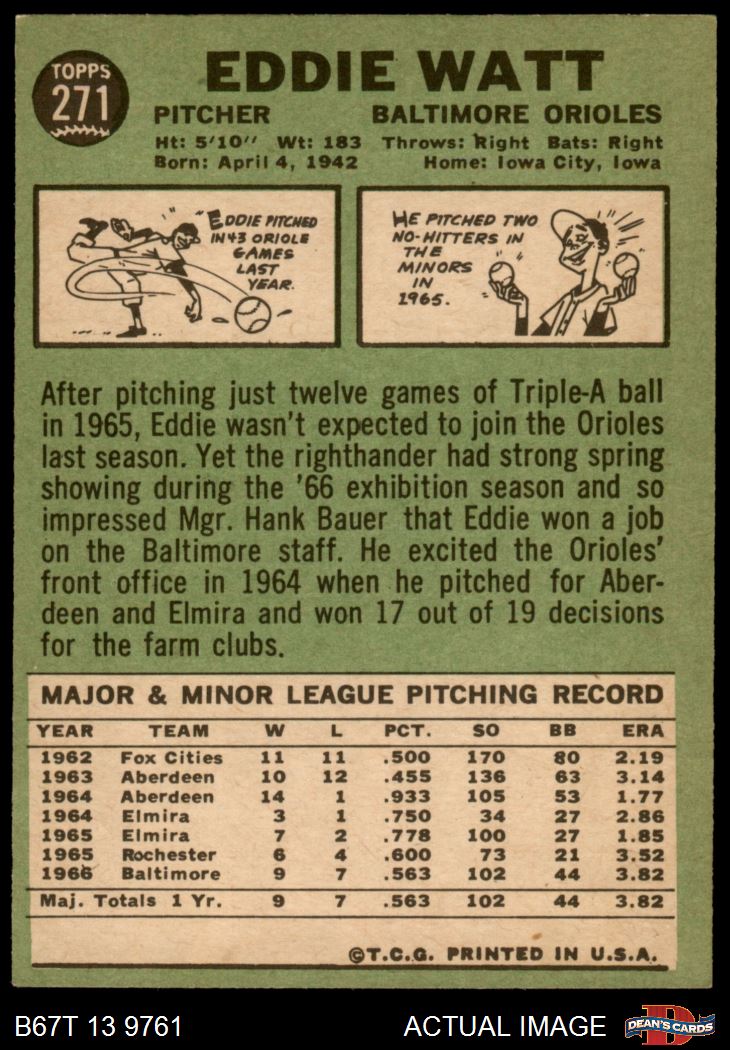 TOPPS
271
EDDIE WATT
PITCHER BALTIMORE ORIOLES
Ht: 5'10" Wt: 183 Throws: Right Bats: Right
Born: April 4, 1942 Home: Iowa City, Iowa
EDDIE PITCHED
IN 43 ORIOLE
GAMES
LAST
YEAR.
HE PITCHED TWO
NO-HITTERS IN
THE
MINORS
IN
1965.
After pitching just twelve games of Triple-A ball
in 1965, Eddie wasn't expected to join the Orioles
last season. Yet the righthander had strong spring
showing during the '66 exhibition season and so
impressed Mgr. Hank Bauer that Eddie won a job
on the Baltimore staff. He excited the Orioles'
front office in 1964 when he pitched for Aber-
deen and Elmira and won 17 out of 19 decisions
for the farm clubs.
MAJOR & MINOR LEAGUE PITCHING RECORD
YEAR TEAM W L PCT. SO BB ERA
1962 Fox Cities 11 11 .500 170 80 2.19
1963 Aberdeen 10 12 .455 136 63 3.14
1964 Aberdeen 14 1 .933 105 53 1.77
1964 Elmira 3 1 .750 34 27 2.86
1965 Elmira 7 2 .778 100 27 1.85
1965 Rochester 6 4 .600 73 21 3.52
1966 Baltimore 9 7 .563 102 44 3.82
Maj. Totals 1 Yr. 9 7 .563 102 44 3.82
©T.C.G. PRINTED IN U.S.A.
B67T 13 9761 ACTUAL IMAGE
D
DEAN'S CARDS